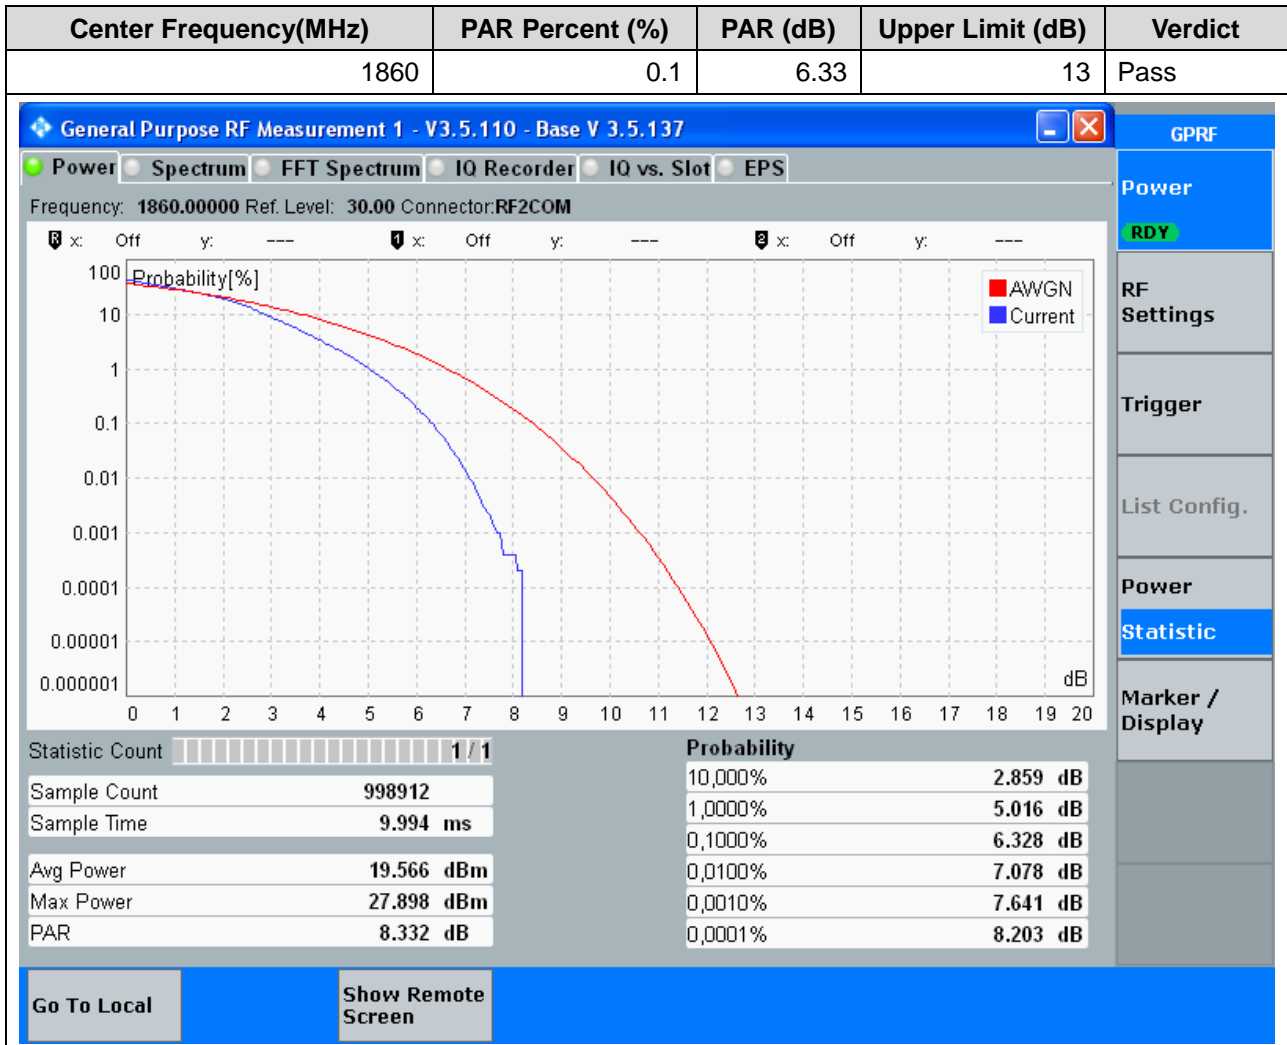 Center Frequency(MHz) PAR Percent (%) PAR (dB) Upper Limit (dB) Verdict
1860 0.1 6.33 13 Pass
General Purpose RF Measurement 1 - V3.5.110 - Base V 3.5.137
GPRF
Power Spectrum FFT Spectrum IQ Recorder IQ vs. Slot EPS
Power
RDY
Frequency: 1860.00000 Ref. Level: 30.00 Connector:RF2COM
R x: Off y: --- 1 x: Off y: --- 2 x: Off y: ---
Probability[%]
AWGN
Current
100
10
1
0.1
0.01
0.001
0.0001
0.00001
0.000001
dB
0 1 2 3 4 5 6 7 8 9 10 11 12 13 14 15 16 17 18 19 20
RF
Settings
Trigger
List Config.
Power
Statistic
Marker /
Display
Statistic Count 1 / 1
Sample Count 998912
Sample Time 9.994 ms
Avg Power 19.566 dBm
Max Power 27.898 dBm
PAR 8.332 dB
Probability
10,000% 2.859 dB
1,0000% 5.016 dB
0,1000% 6.328 dB
0,0100% 7.078 dB
0,0010% 7.641 dB
0,0001% 8.203 dB
Go To Local
Show Remote
Screen